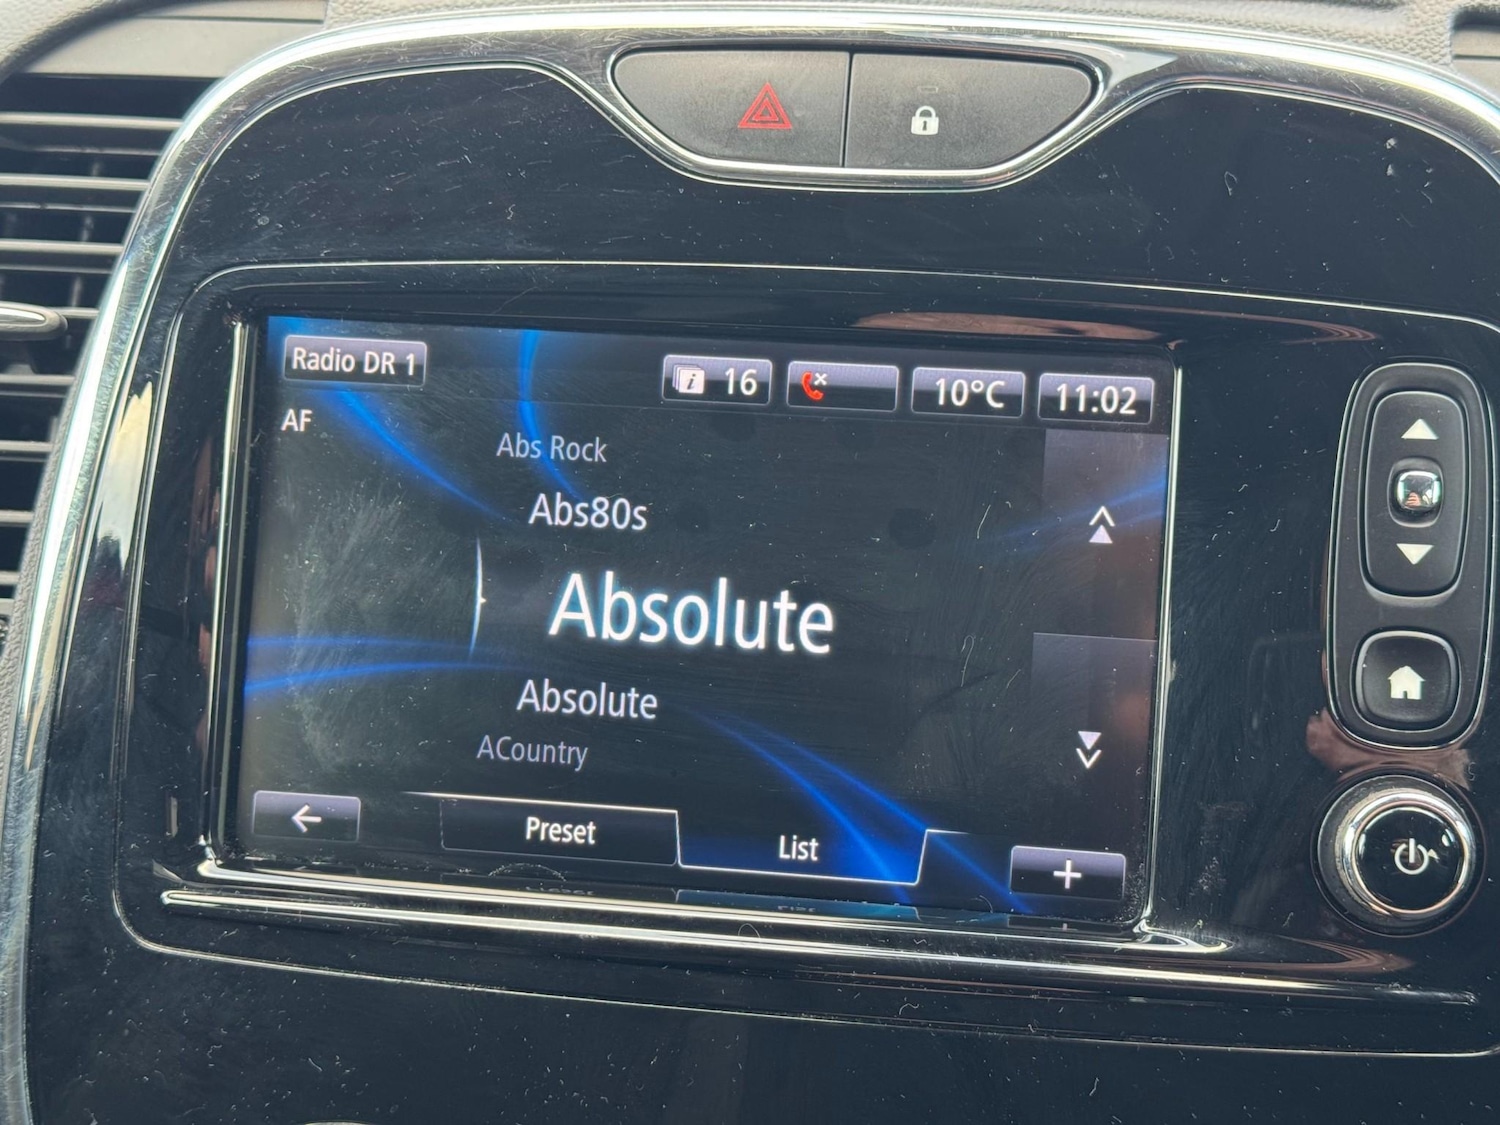 Radio DR 1
16
10°C
11:02
AF
Abs Rock
Abs80s
Absolute
Absolute
ACountry
Preset
List